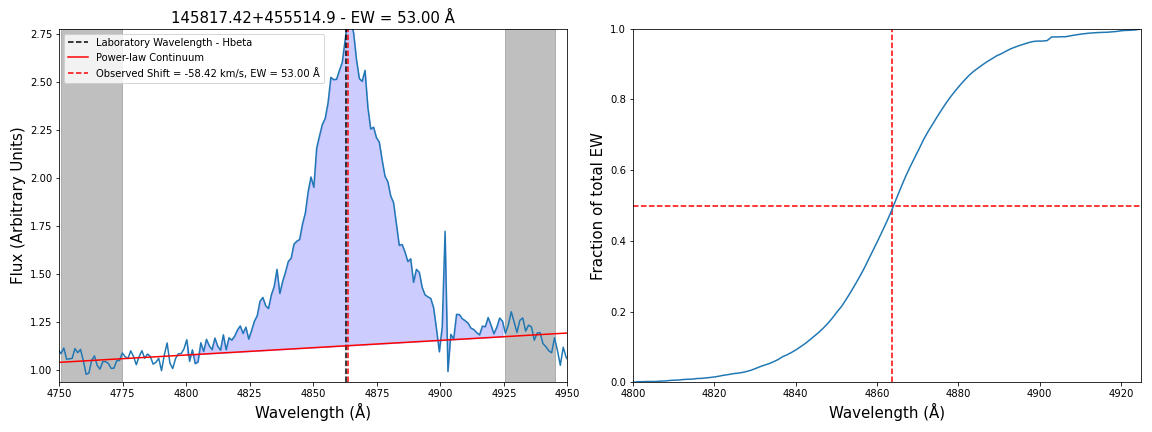 145817.42+455514.9 - EW = 53.00 Å
Flux (Arbitrary Units)
2.75
2.50
2.25
2.00
1.75
1.50
1.25
1.00
Laboratory Wavelength - Hbeta
Power-law Continuum
Observed Shift = -58.42 km/s, EW = 53.00 Å
4750 4775 4800 4825 4850 4875 4900 4925 4950
Wavelength (Å)
Fraction of total EW
1.0
0.8
0.6
0.4
0.2
0.0
4800 4820 4840 4860 4880 4900 4920
Wavelength (Å)